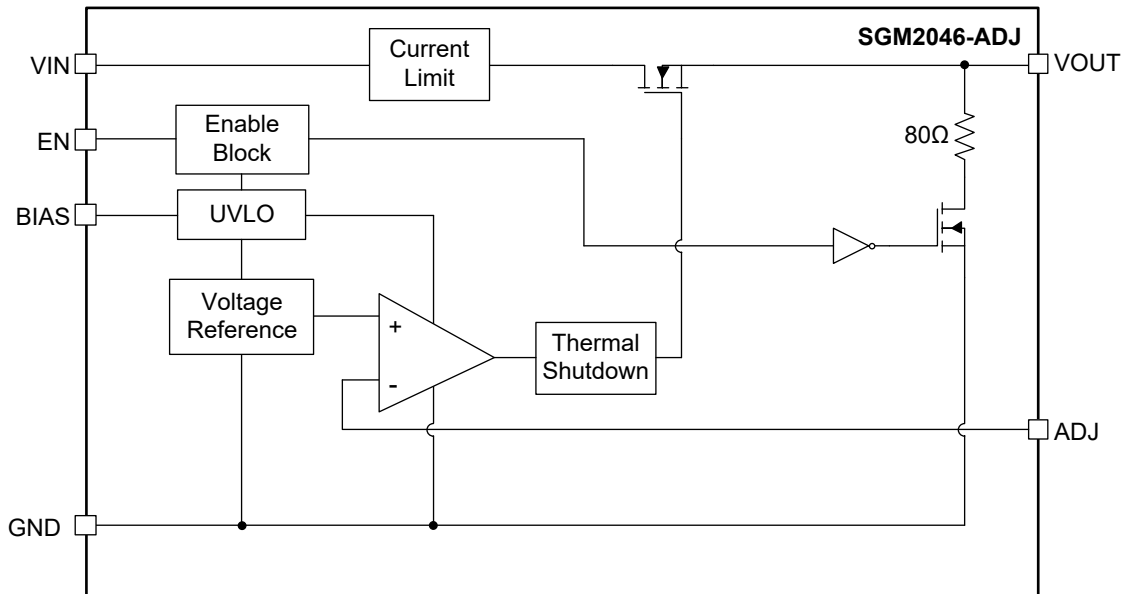 SGM2046-ADJ
VIN
Current
Limit
VOUT
EN
Enable
Block
80Ω
BIAS
UVLO
Voltage
Reference
+
-
Thermal
Shutdown
ADJ
GND